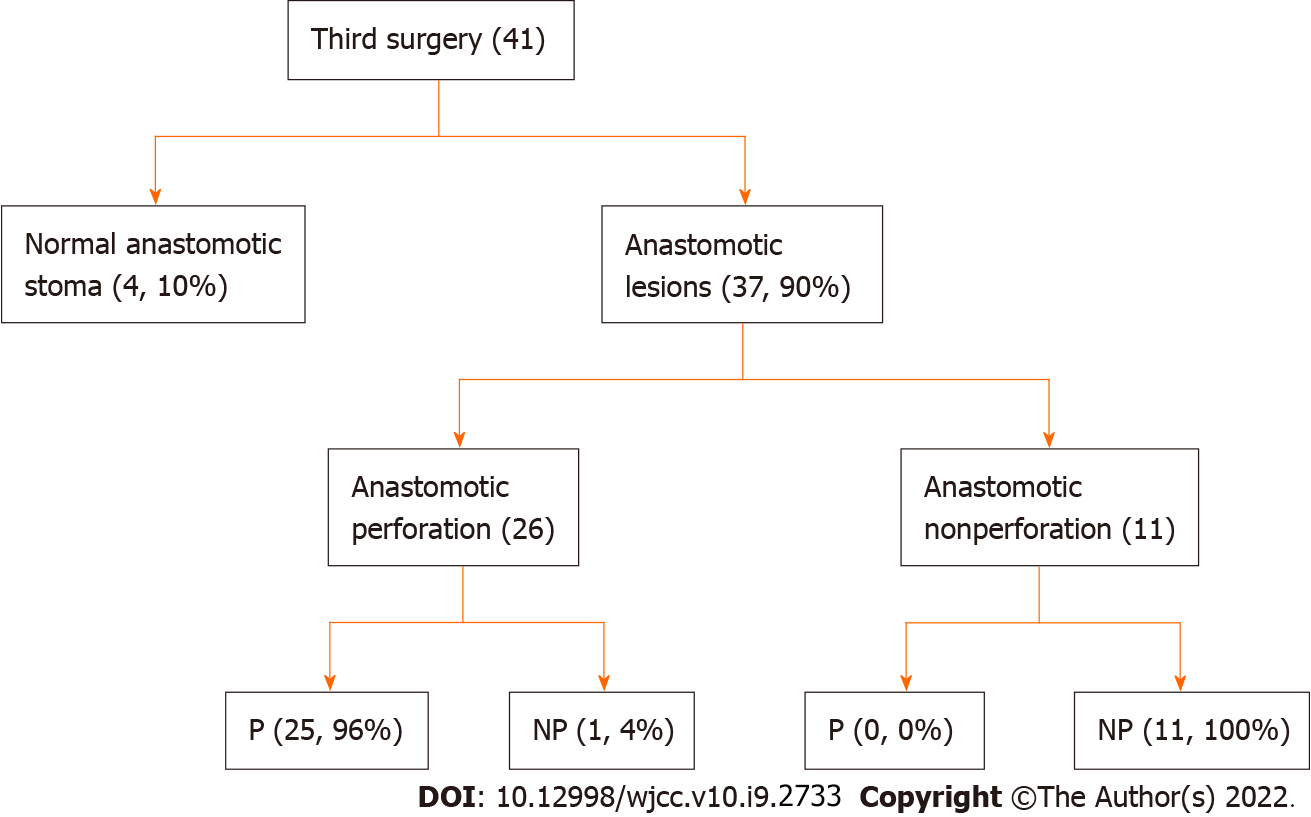 Third surgery (41)
Normal anastomotic
stoma (4, 10%)
Anastomotic
lesions (37, 90%)
Anastomotic
perforation (26)
Anastomotic
nonperforation (11)
P (25, 96%)
NP (1, 4%)
P (0, 0%)
NP (11, 100%)
DOI: 10.12998/wjcc.v10.i9.2733 Copyright ©The Author(s) 2022.